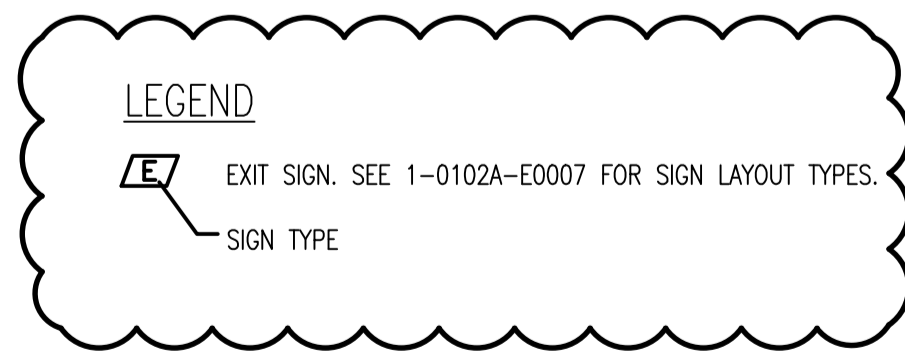 LEGEND
E EXIT SIGN. SEE 1-0102A-E0007 FOR SIGN LAYOUT TYPES.
SIGN TYPE